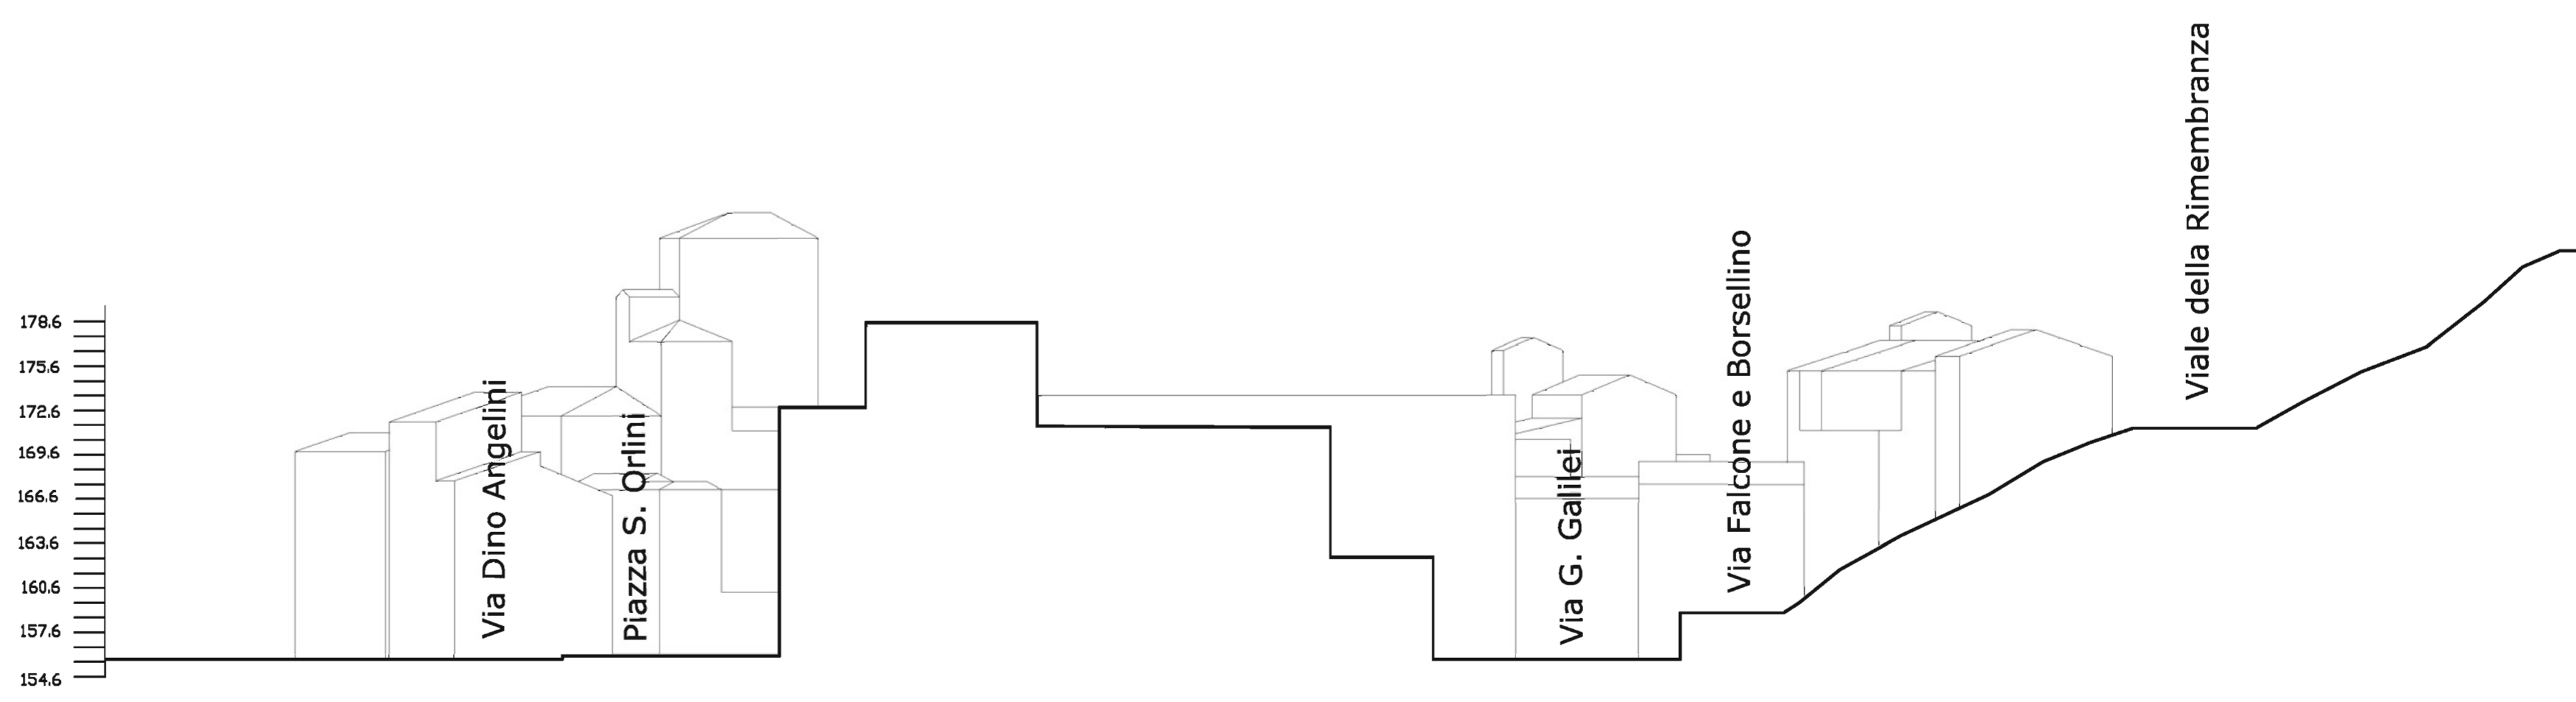 178.6
175.6
172.6
169.6
166.6
163.6
160.6
157.6
154.6
Via Dino Angelini
Piazza S. Orlini
Via G. Galilei
Via Falcone e Borsellino
Viale della Rimembranza